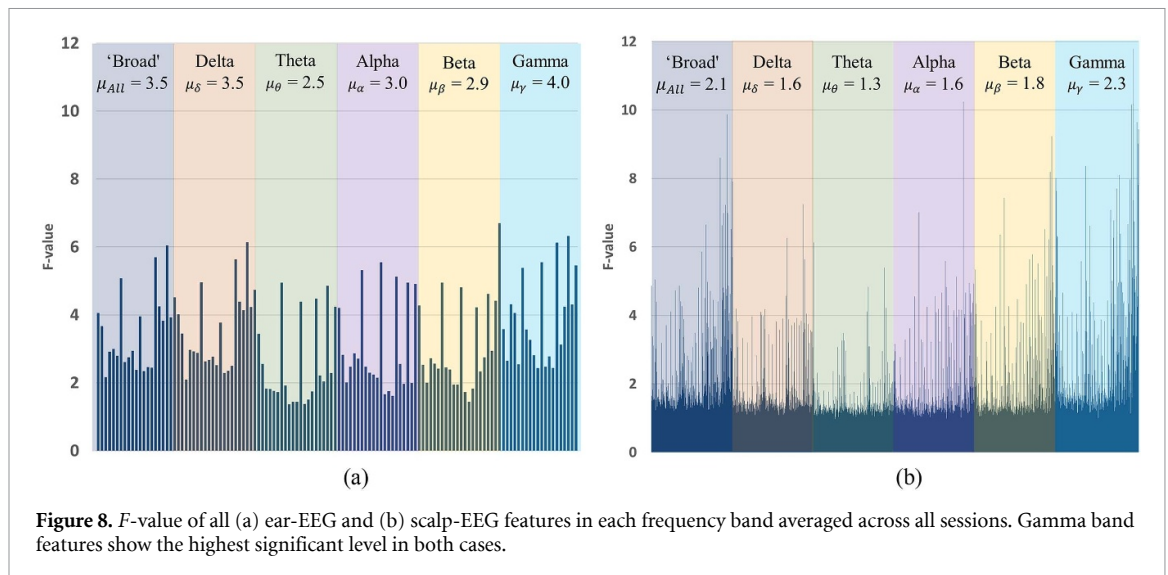 12
10
8
6
4
2
0
F-value
‘Broad' Delta Theta Alpha Beta Gamma
μAll = 3.5 μδ = 3.5 μθ = 2.5 μα = 3.0 μβ = 2.9 μγ = 4.0
(a)
12
10
8
6
4
2
0
F-value
‘Broad' Delta Theta Alpha Beta Gamma
μAll = 2.1 μδ = 1.6 μθ = 1.3 μα = 1.6 μβ = 1.8 μγ = 2.3
(b)
Figure 8. F-value of all (a) ear-EEG and (b) scalp-EEG features in each frequency band averaged across all sessions. Gamma band
features show the highest significant level in both cases.